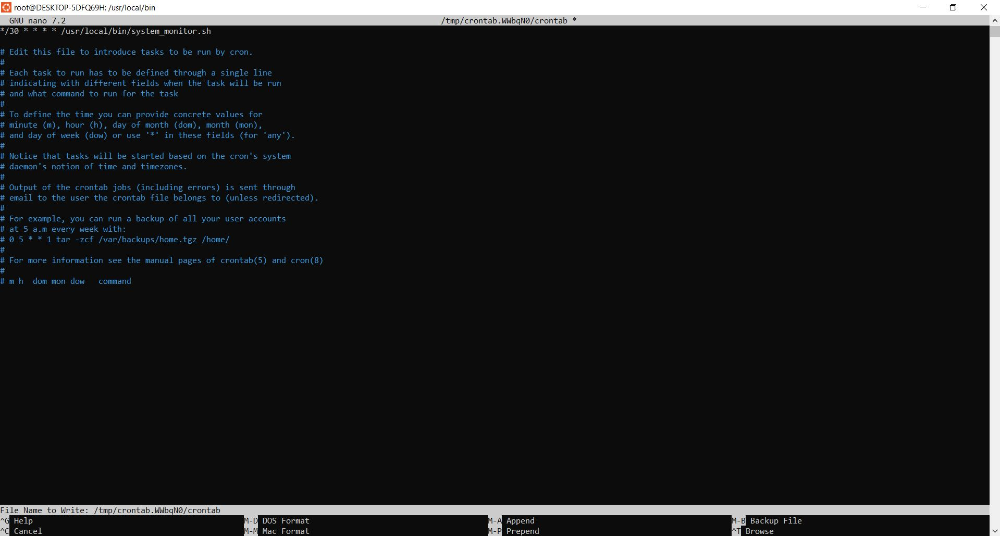 root@DESKTOP-5DFQ69H: /usr/local/bin
GNU nano 7.2 /tmp/crontab.WWbqN0/crontab *
*/30 * * * * /usr/local/bin/system_monitor.sh
# Edit this file to introduce tasks to be run by cron.
#
# Each task to run has to be defined through a single line
# indicating with different fields when the task will be run
# and what command to run for the task
#
# To define the time you can provide concrete values for
# minute (m), hour (h), day of month (dom), month (mon),
# and day of week (dow) or use '*' in these fields (for 'any').
#
# Notice that tasks will be started based on the cron's system
# daemon's notion of time and timezones.
#
# Output of the crontab jobs (including errors) is sent through
# email to the user the crontab file belongs to (unless redirected).
#
# For example, you can run a backup of all your user accounts
# at 5 a.m every week with:
# 0 5 * * 1 tar -zcf /var/backups/home.tgz /home/
#
# For more information see the manual pages of crontab(5) and cron(8)
#
# m h  dom mon dow   command
File Name to Write: /tmp/crontab.WWbqN0/crontab
^G Help M-D DOS Format M-A Append M-B Backup File
^C Cancel M-M Mac Format M-P Prepend ^T Browse